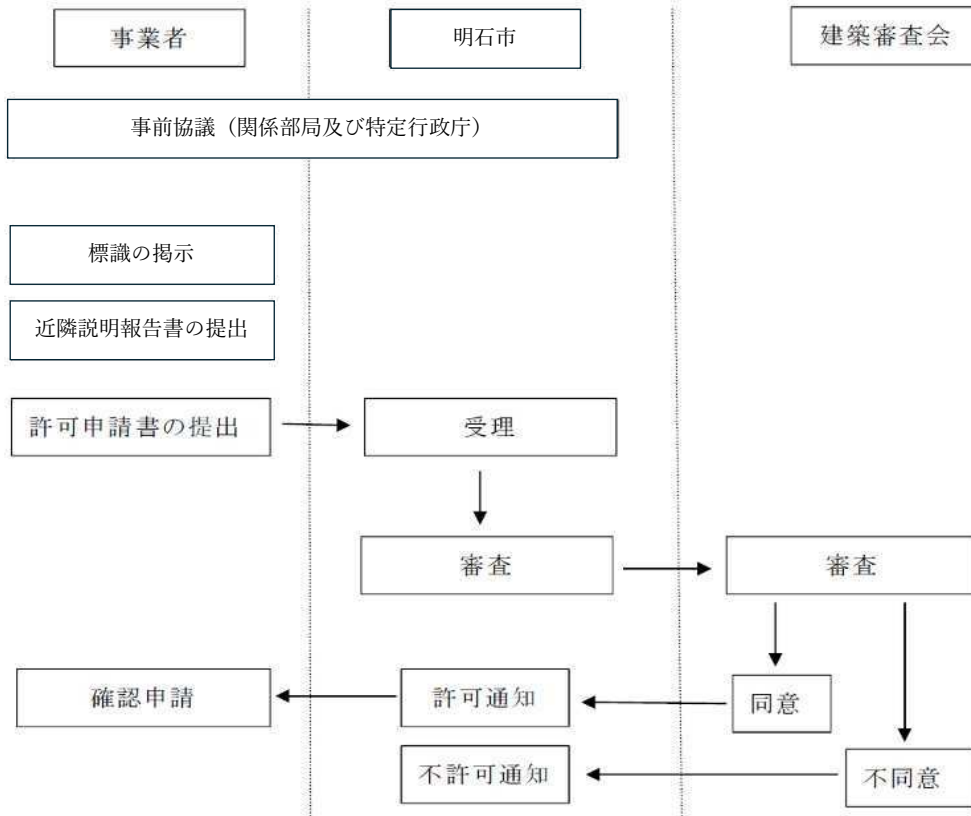 事業者
明石市
建築審査会
事前協議（関係部局及び特定行政庁）
標識の掲示
近隣説明報告書の提出
許可申請書の提出
受理
審査
審査
確認申請
許可通知
同意
不許可通知
不同意